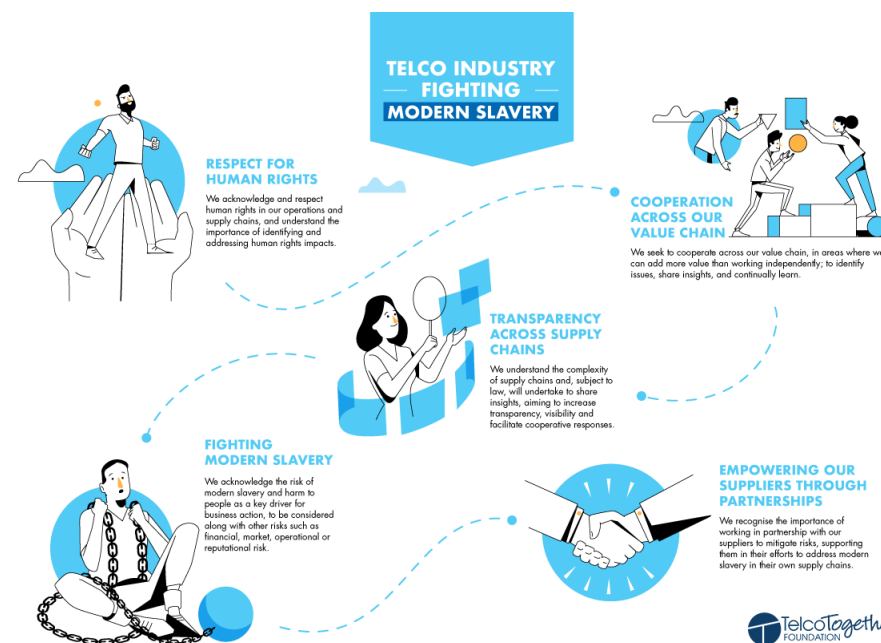 TELCO INDUSTRY
FIGHTING
MODERN SLAVERY
RESPECT FOR
HUMAN RIGHTS
We acknowledge and respect
human rights in our operations and
supply chains, and understand the
importance of identifying and
addressing human rights impacts.
COOPERATION
ACROSS OUR
VALUE CHAIN
We seek to cooperate across our value chain, in areas where we
can add more value than working independently; to identify
issues, share insights, and continually learn.
TRANSPARENCY
ACROSS SUPPLY
CHAINS
We understand the complexity
of supply chains and, subject to
law, will undertake to share
insights, aiming to increase
transparency, visibility and
facilitate cooperative responses.
FIGHTING
MODERN SLAVERY
We acknowledge the risk of
modern slavery and harm to
people as a key driver for
business action, to be considered
along with other risks such as
financial, market, operational or
reputational risk.
EMPOWERING OUR
SUPPLIERS THROUGH
PARTNERSHIPS
We recognise the importance of
working in partnership with our
suppliers to mitigate risks, supporting
them in their efforts to address modern
slavery in their own supply chains.
TelcoTogeth
FOUNDATION